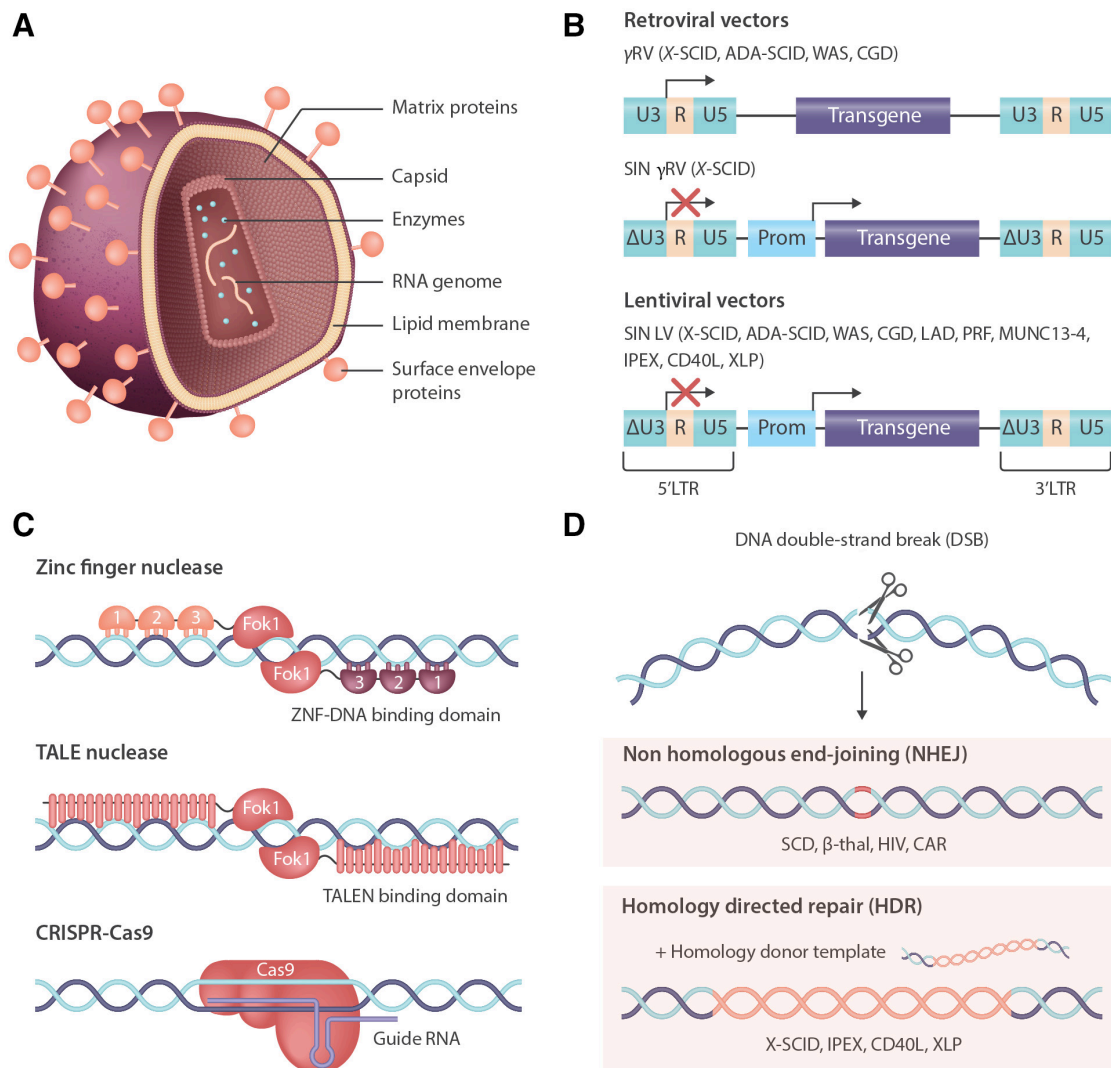 A
Matrix proteins
Capsid
Enzymes
RNA genome
Lipid membrane
Surface envelope
proteins
B
Retroviral vectors
γRV (X-SCID, ADA-SCID, WAS, CGD)
U3 R U5 Transgene U3 R U5
SIN γRV (X-SCID)
ΔU3 R U5 Prom Transgene ΔU3 R U5
Lentiviral vectors
SIN LV (X-SCID, ADA-SCID, WAS, CGD, LAD, PRF, MUNC13-4,
IPEX, CD40L, XLP)
ΔU3 R U5 Prom Transgene ΔU3 R U5
5′LTR 3′LTR
C
Zinc finger nuclease
1 2 3 Fok1
Fok1 3 2 1
ZNF-DNA binding domain
TALE nuclease
Fok1
Fok1
TALEN binding domain
CRISPR-Cas9
Cas9
Guide RNA
D
DNA double-strand break (DSB)
Non homologous end-joining (NHEJ)
SCD, β-thal, HIV, CAR
Homology directed repair (HDR)
+ Homology donor template
X-SCID, IPEX, CD40L, XLP